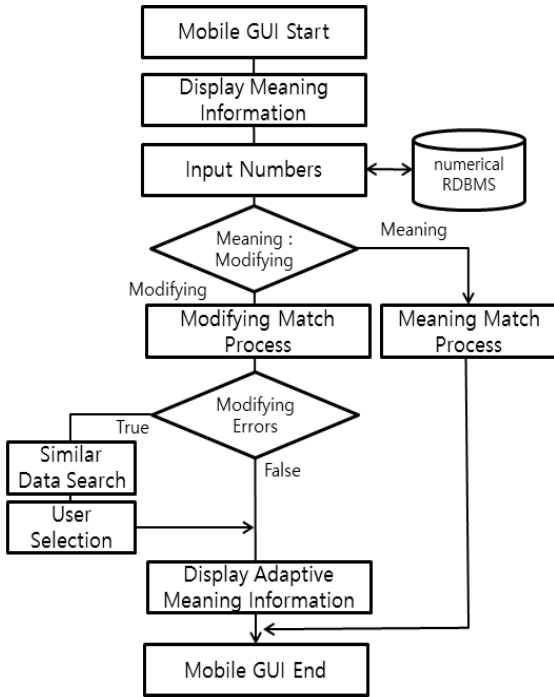 Mobile GUI Start
Display Meaning
Information
Input Numbers
numerical
RDBMS
Meaning :
Modifying
Meaning
Modifying
Modifying Match
Process
Meaning Match
Process
Modifying
Errors
True
False
Similar
Data Search
User
Selection
Display Adaptive
Meaning Information
Mobile GUI End